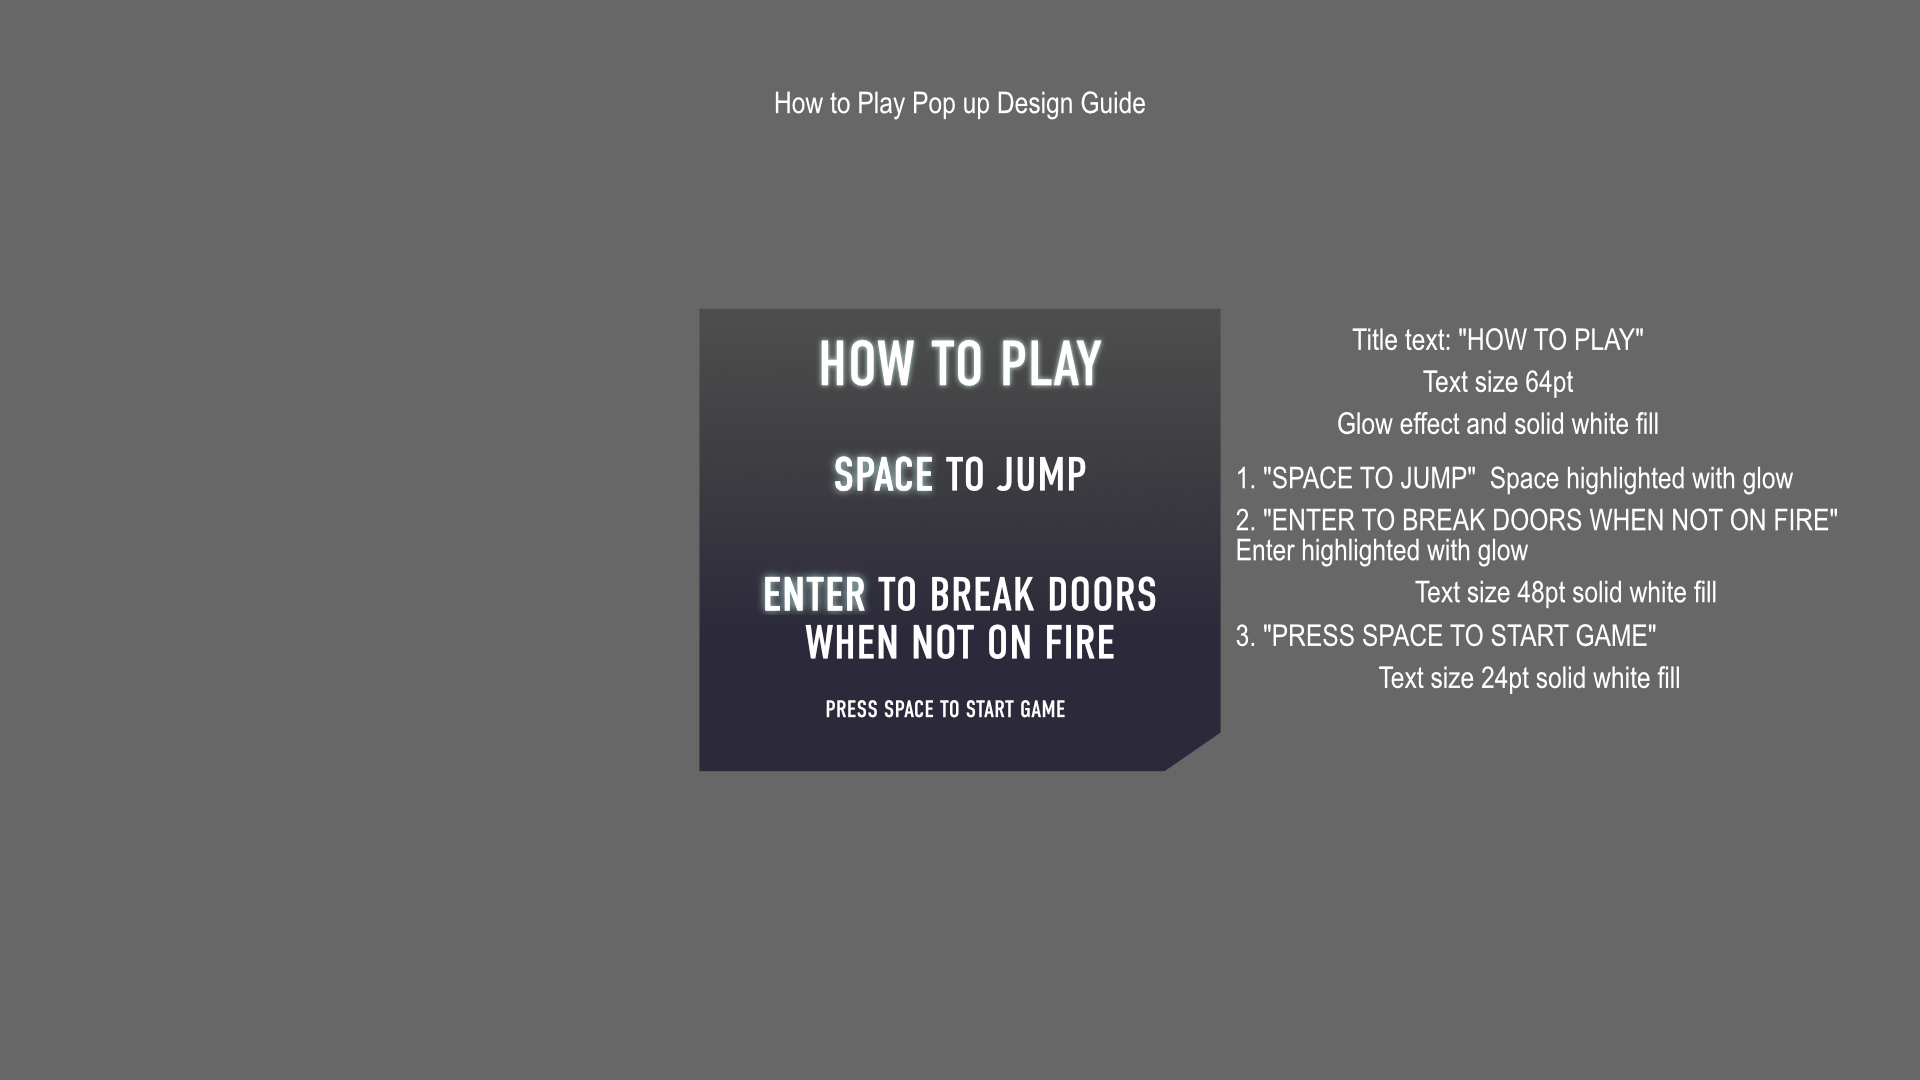 How to Play Pop up Design Guide
HOW TO PLAY
SPACE TO JUMP
ENTER TO BREAK DOORS
WHEN NOT ON FIRE
PRESS SPACE TO START GAME
Title text: "HOW TO PLAY"
Text size 64pt
Glow effect and solid white fill
1. "SPACE TO JUMP"  Space highlighted with glow
2. "ENTER TO BREAK DOORS WHEN NOT ON FIRE"
Enter highlighted with glow
Text size 48pt solid white fill
3. "PRESS SPACE TO START GAME"
Text size 24pt solid white fill